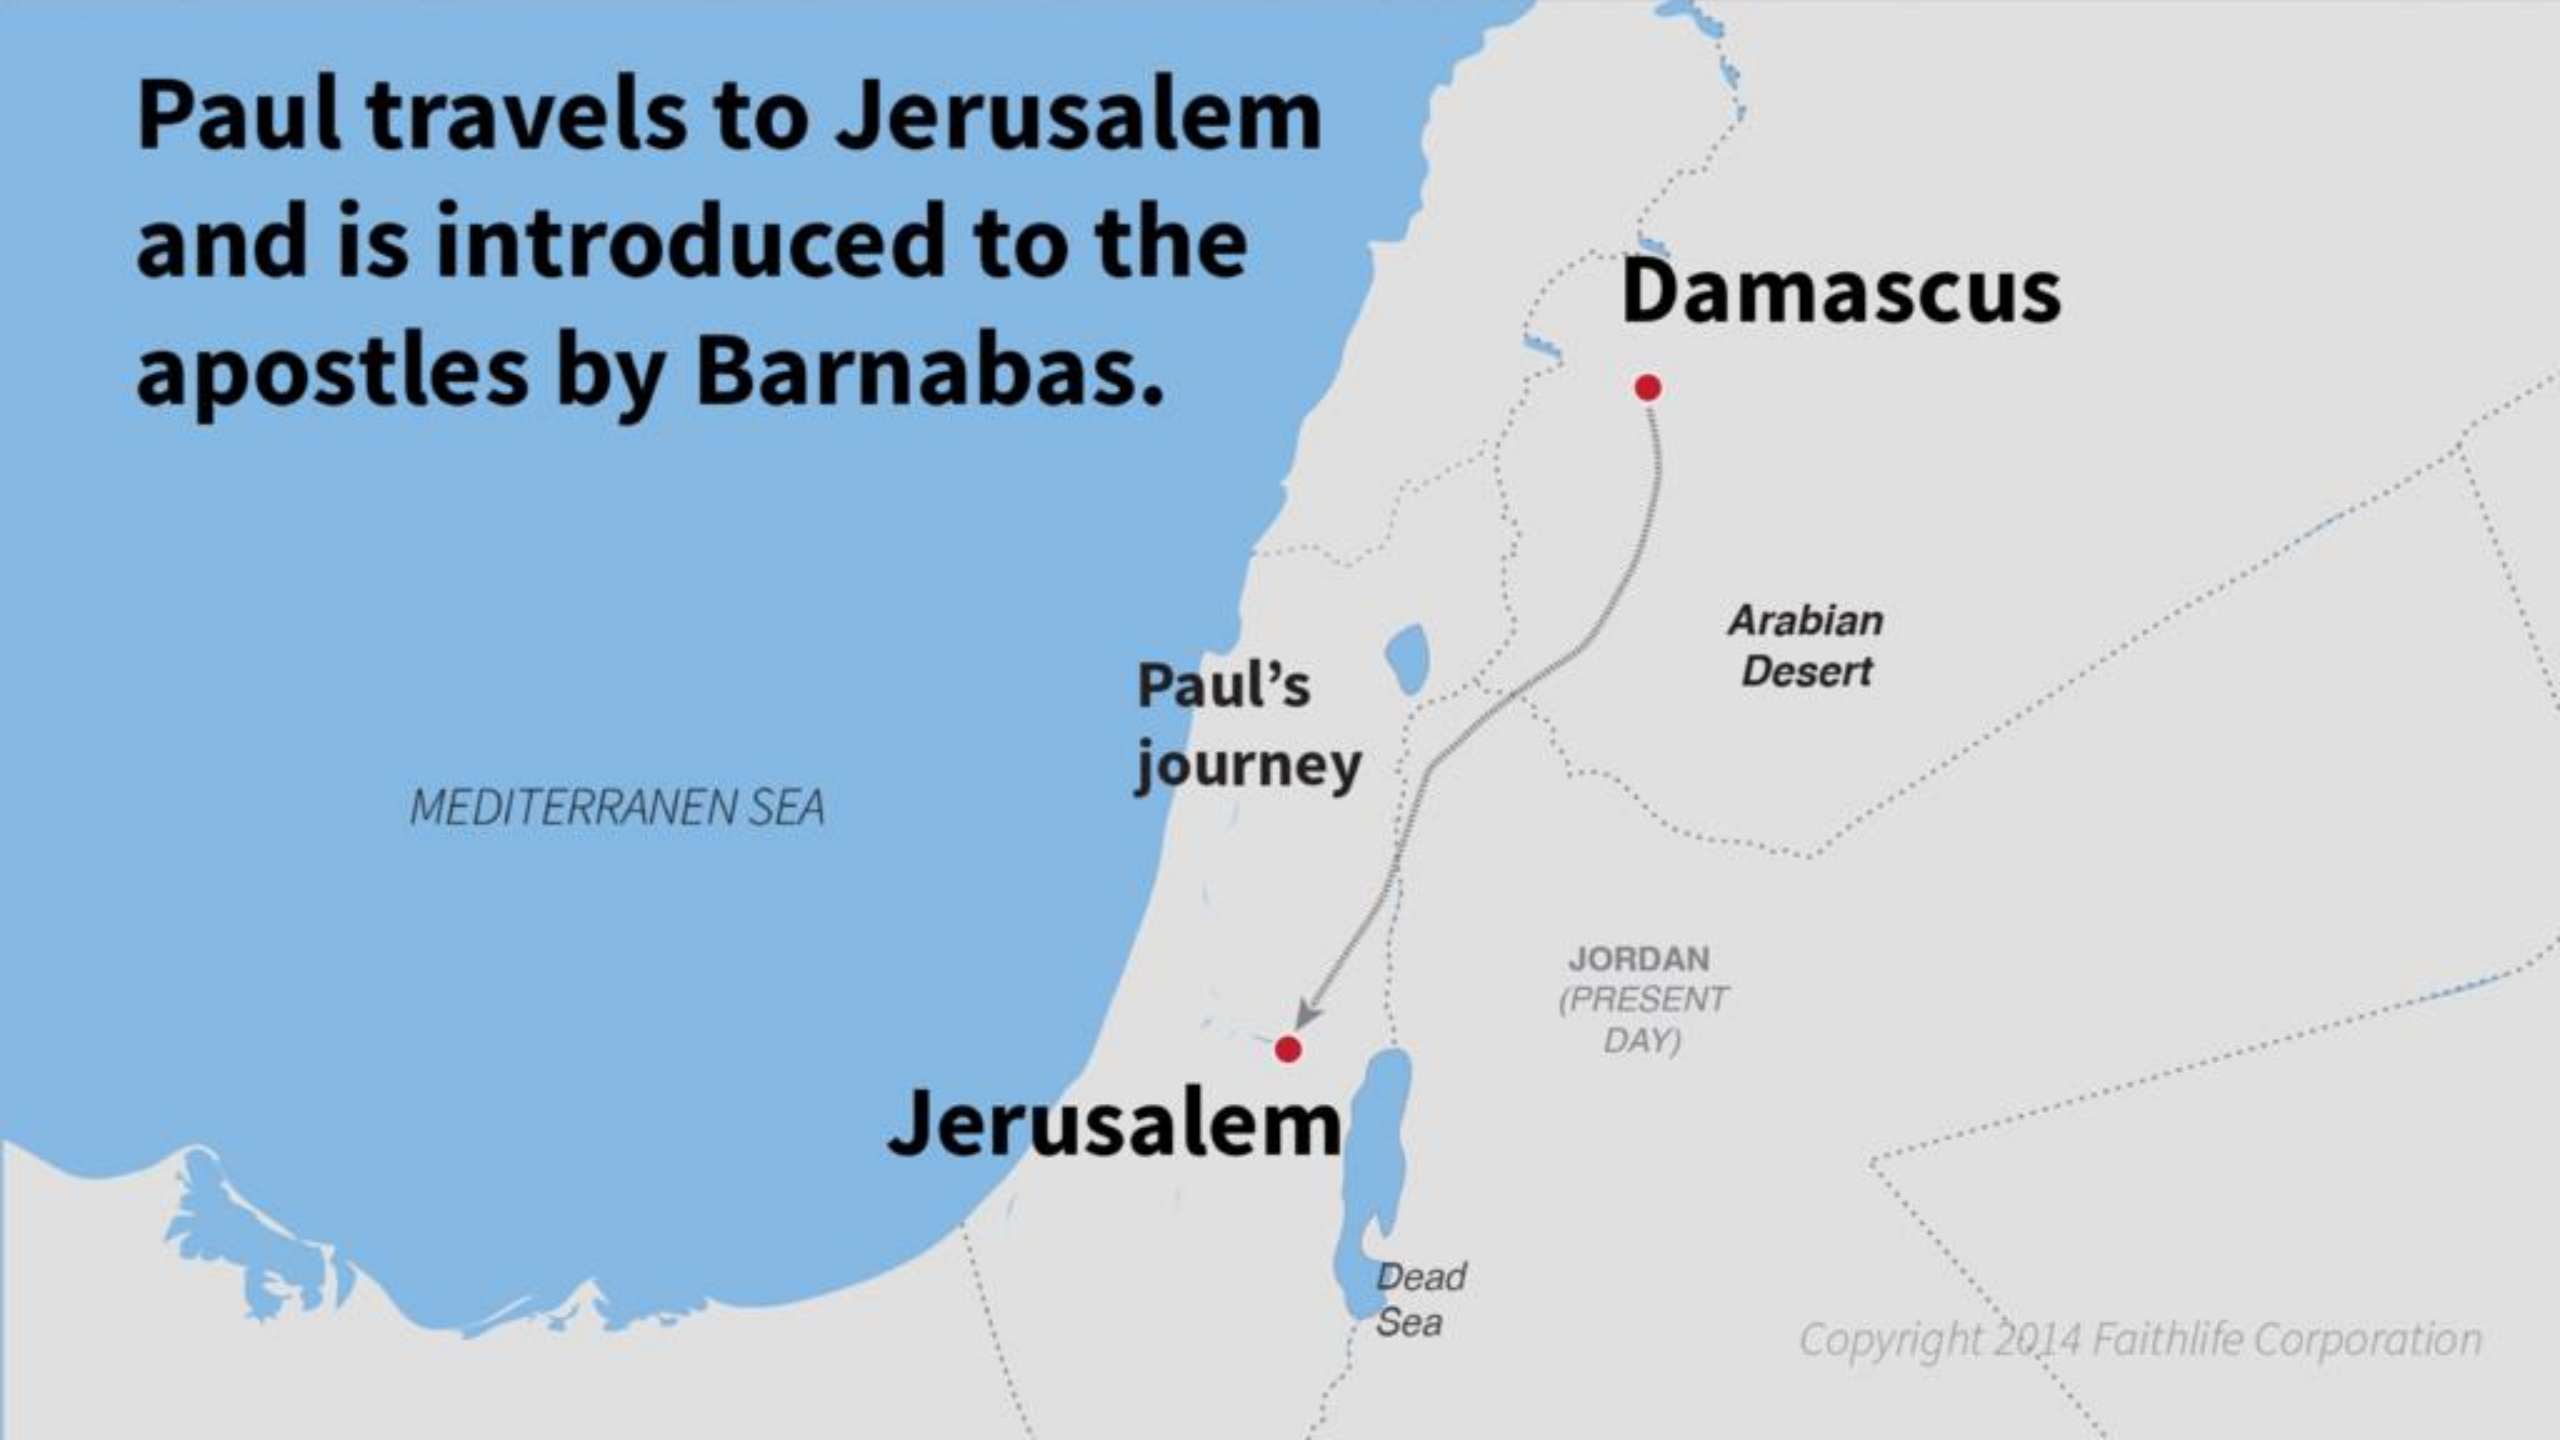 Paul travels to Jerusalem
and is introduced to the
apostles by Barnabas.
Damascus
Arabian
Desert
Paul's
journey
MEDITERRANEN SEA
JORDAN
(PRESENT
DAY)
Jerusalem
Dead
Sea
Copyright 2014 Faithlife Corporation